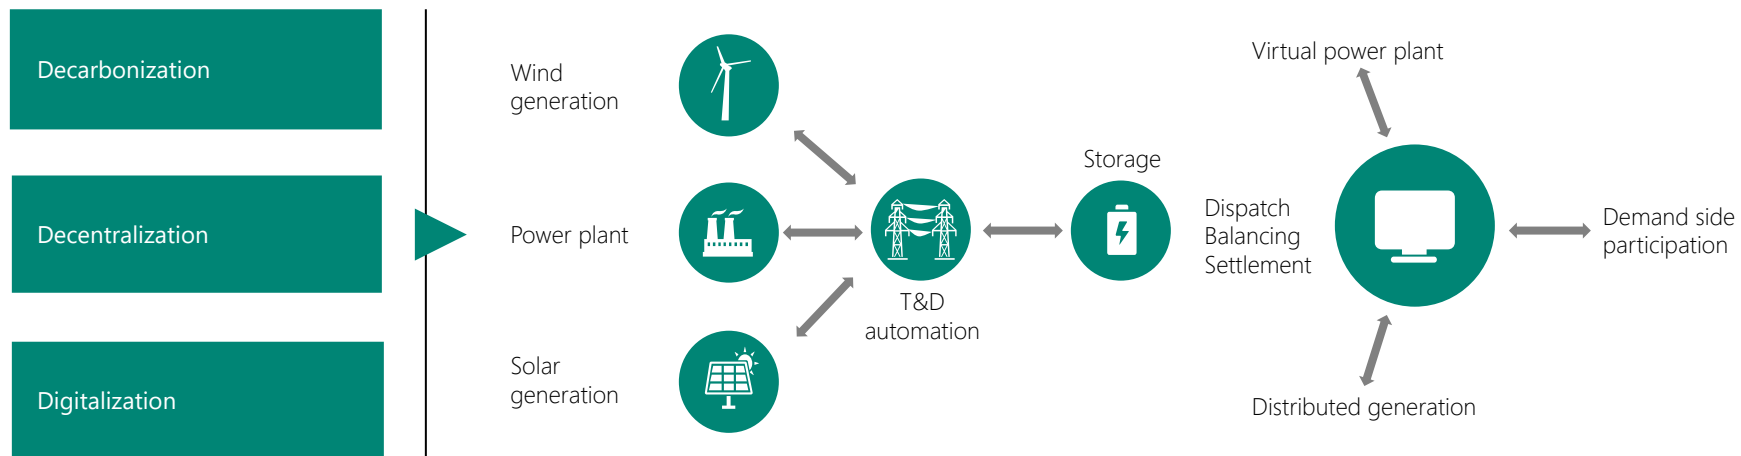 Decarbonization
Decentralization
Digitalization
Wind
generation
Power plant
Solar
generation
T&D
automation
Storage
Dispatch
Balancing
Settlement
Virtual power plant
Demand side
participation
Distributed generation